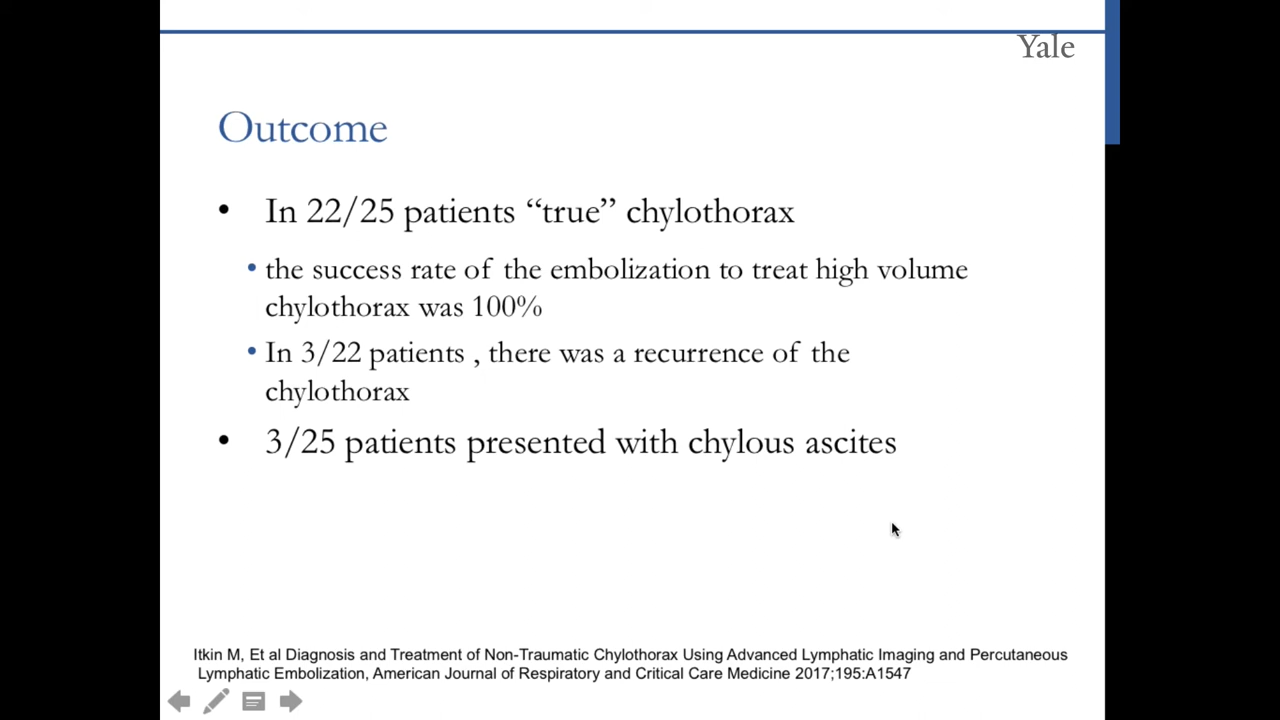 Yale
Outcome
• In 22/25 patients “true” chylothorax
• the success rate of the embolization to treat high volume
chylothorax was 100%
• In 3/22 patients , there was a recurrence of the
chylothorax
• 3/25 patients presented with chylous ascites
Itkin M, Et al Diagnosis and Treatment of Non-Traumatic Chylothorax Using Advanced Lymphatic Imaging and Percutaneous
Lymphatic Embolization, American Journal of Respiratory and Critical Care Medicine 2017;195:A1547